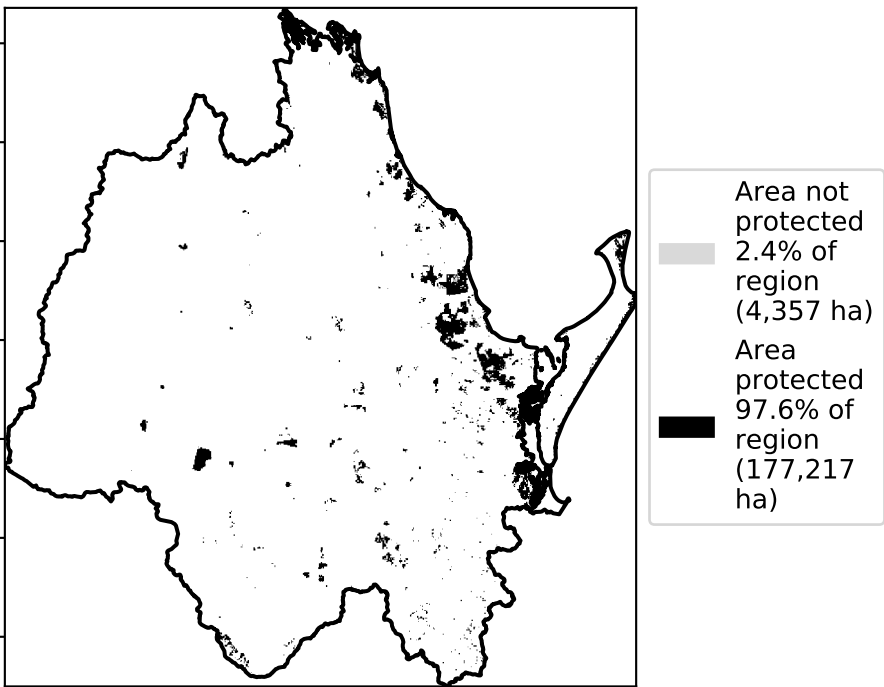 Area not
protected
2.4% of
region
(4,357 ha)
Area
protected
97.6% of
region
(177,217
ha)